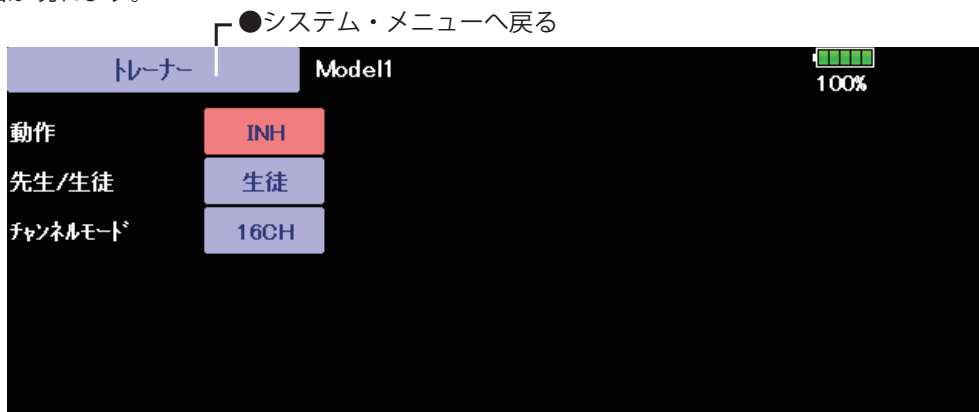 ●システム・メニューへ戻る
トレーナー Model1
100%
動作 INH
先生/生徒 生徒
チャンネルモード 16CH